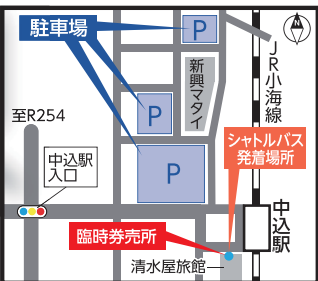 駐車場
P
N
JR小海線
新興マタイ
P
至R254
シャトルバス
発着場所
中込駅
入口
P
中込駅
臨時券売所
清水屋旅館